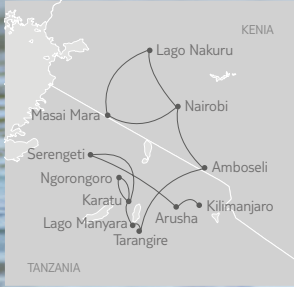 KENIA
Lago Nakuru
Nairobi
Masai Mara
Serengeti
Amboseli
Ngorongoro
Karatu
Kilimanjaro
Arusha
Lago Manyara
Tarangire
TANZANIA